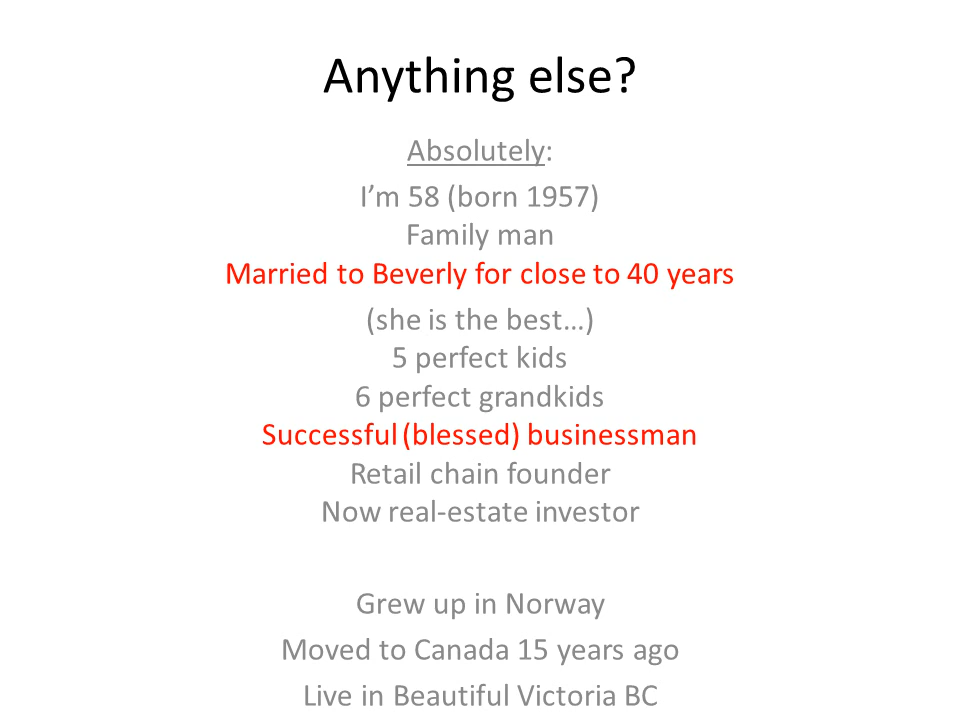 Anything else?
Absolutely:
I’m 58 (born 1957)
Family man
Married to Beverly for close to 40 years
(she is the best…)
5 perfect kids
6 perfect grandkids
Successful (blessed) businessman
Retail chain founder
Now real-estate investor
Grew up in Norway
Moved to Canada 15 years ago
Live in Beautiful Victoria BC